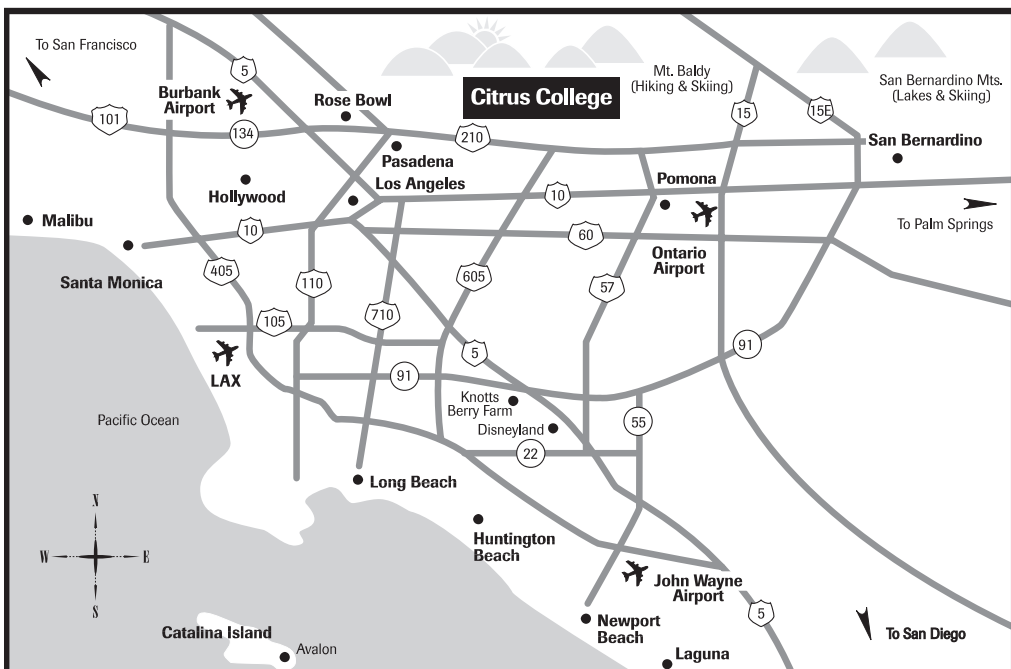 To San Francisco
5
Burbank
Airport
Rose Bowl
Citrus College
Mt. Baldy
(Hiking & Skiing)
San Bernardino Mts.
(Lakes & Skiing)
101
134
210
15
15E
San Bernardino
Pasadena
Pomona
Hollywood
Los Angeles
10
Malibu
10
60
To Palm Springs
Ontario
Airport
Santa Monica
405
110
605
57
105
710
LAX
5
91
91
Knotts
Berry Farm
Disneyland
55
Pacific Ocean
22
Long Beach
N
W
E
S
Huntington
Beach
John Wayne
Airport
5
Newport
Beach
To San Diego
Catalina Island
Avalon
Laguna